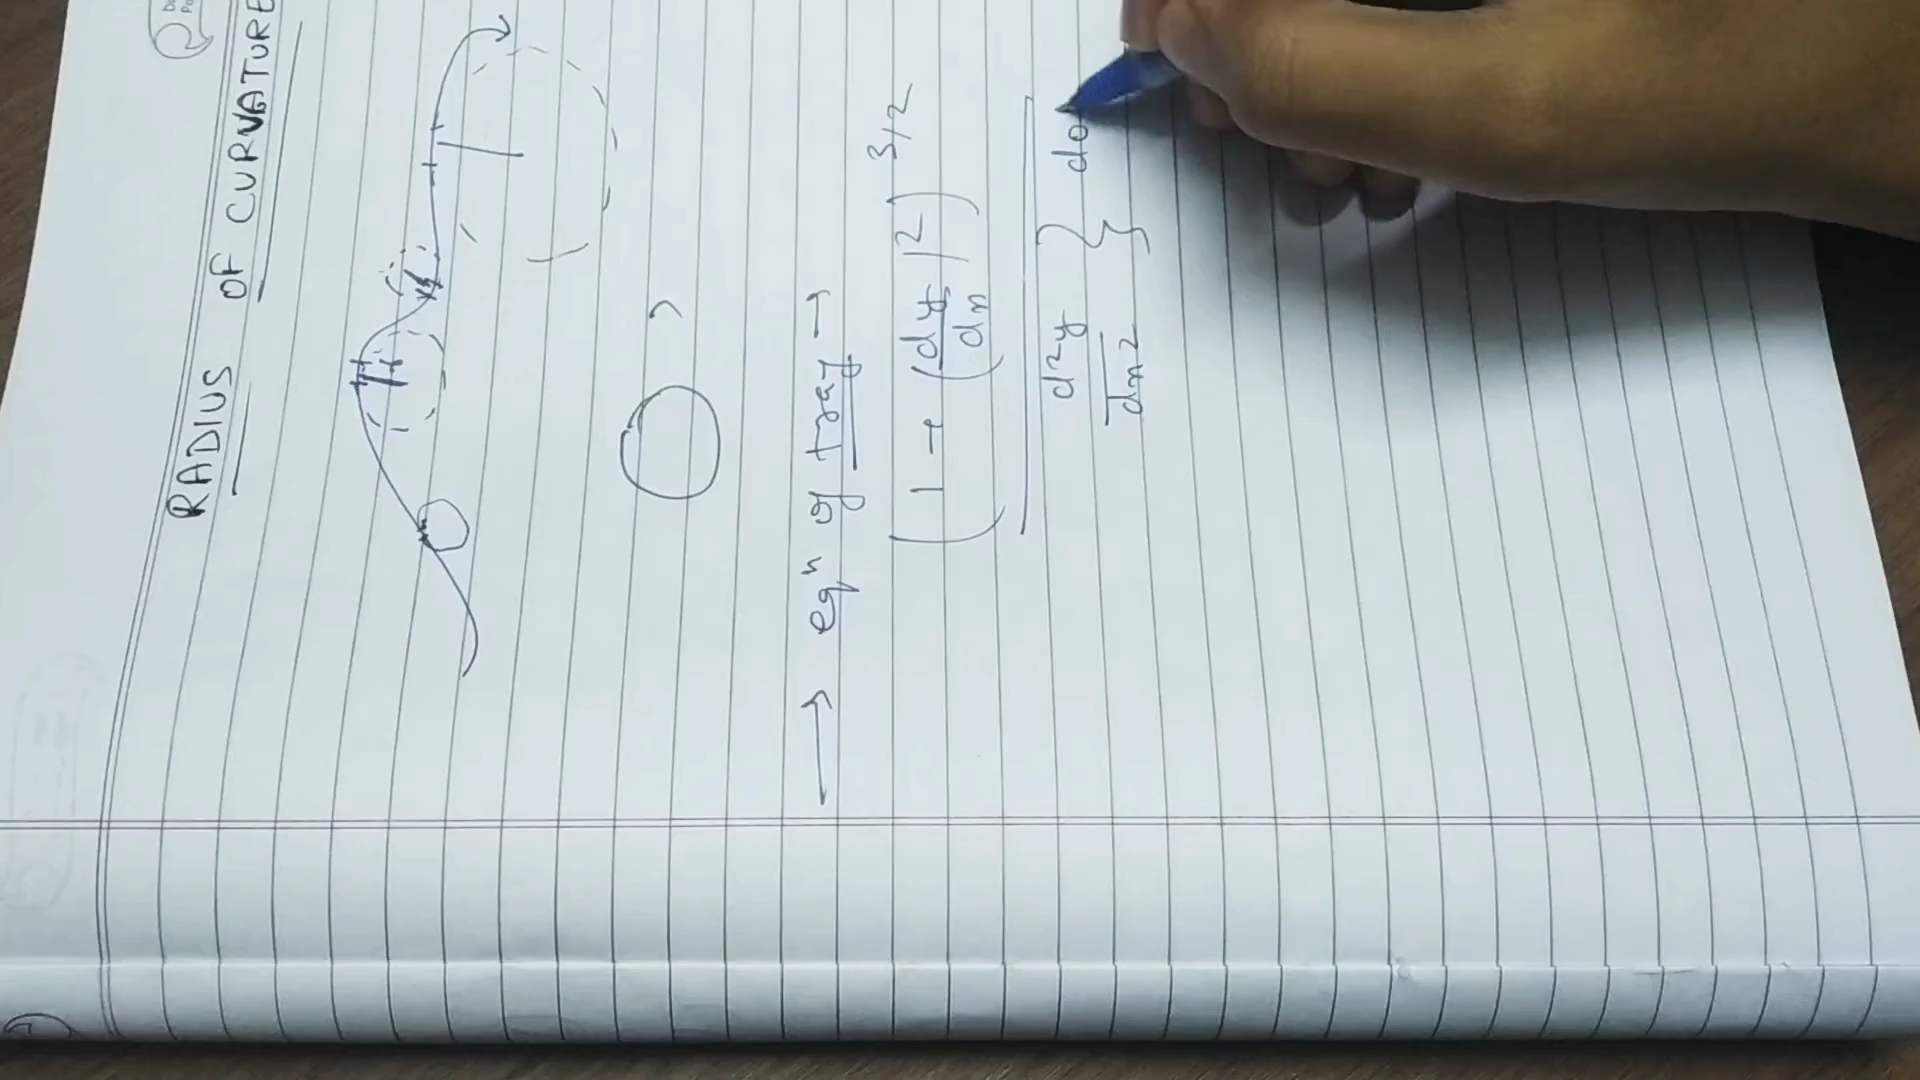 RADIUS OF CURVATURE
→ eqⁿ of traj →
(1 + (dy/dx)²)^3/2
d²y/dx² } do